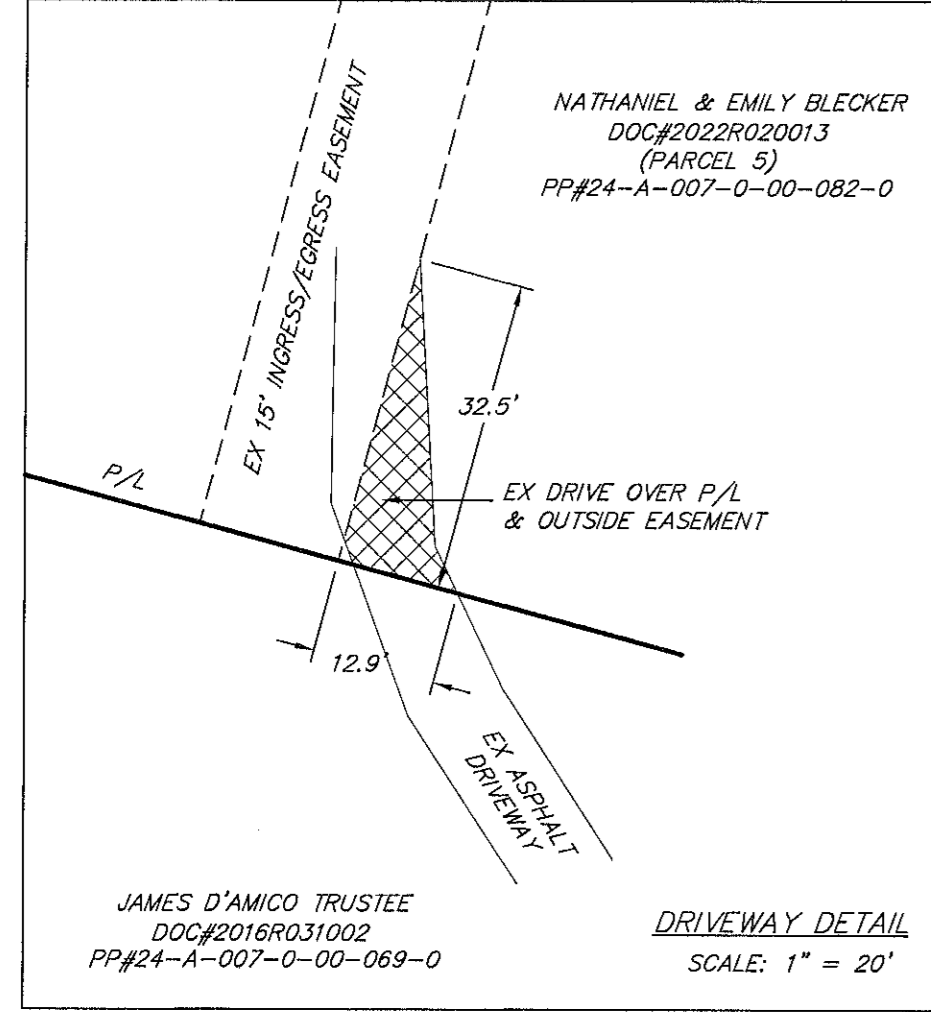 NATHANIEL & EMILY BLECKER
DOC#2022R020013
(PARCEL 5)
PP#24-A-007-0-00-082-0
EX 15' INGRESS/EGRESS EASEMENT
32.5'
P/L
EX DRIVE OVER P/L
& OUTSIDE EASEMENT
12.9'
EX ASPHALT
DRIVEWAY
JAMES D'AMICO TRUSTEE
DOC#2016R031002
PP#24-A-007-0-00-069-0
DRIVEWAY DETAIL
SCALE: 1" = 20'